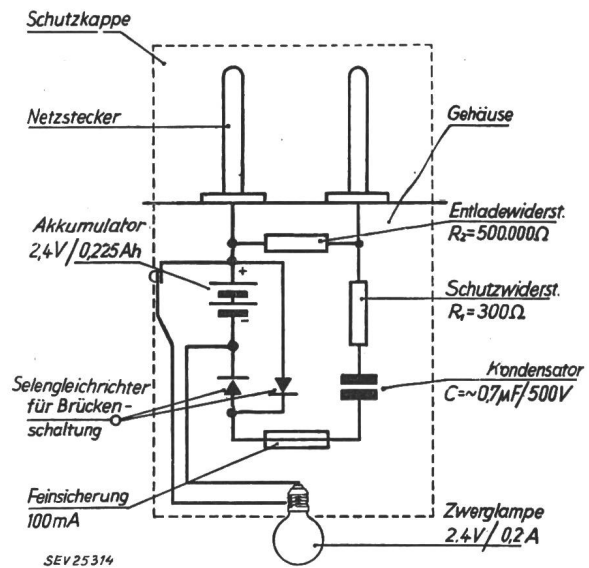 Schutzkappe
Netzstecker
Gehäuse
Akkumulator
2,4V/0,225Ah
Entladewiderst.
R₂=500.000Ω
+
-
Schutzwiderst.
R₁=300Ω
Selengleichrichter
für Brücken-
schaltung
Kondensator
C=~0,7µF/500V
Feinsicherung
100mA
Zwerglampe
2.4V/0,2A
SEV25314